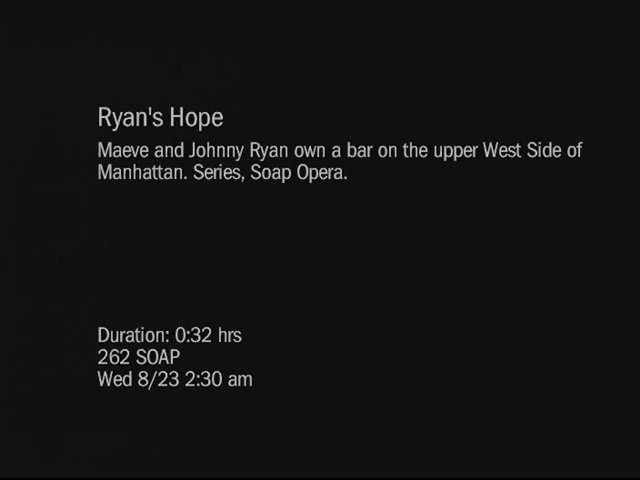 Ryan's Hope
Maeve and Johnny Ryan own a bar on the upper West Side of
Manhattan. Series, Soap Opera.
Duration: 0:32 hrs
262 SOAP
Wed 8/23 2:30 am